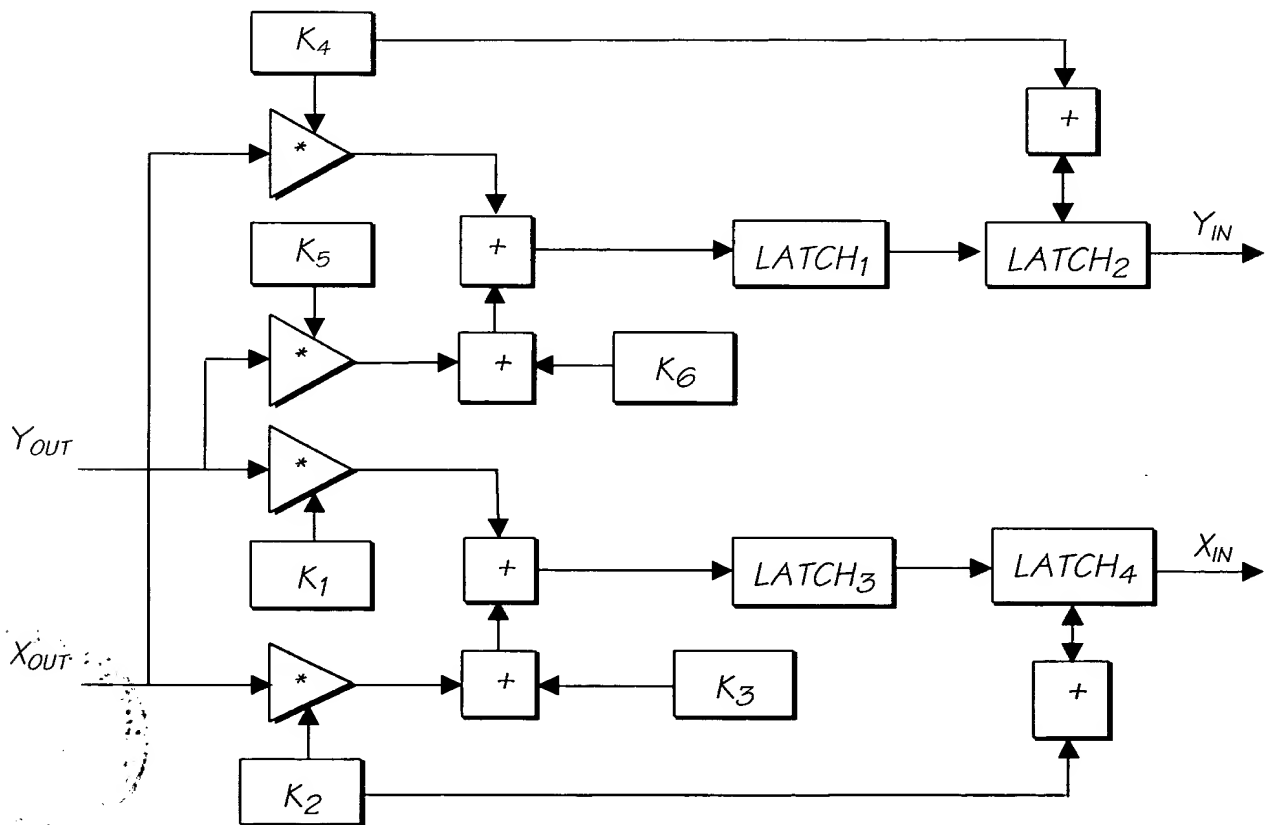 K4
+
*
K5
+
LATCH1
LATCH2
YIN
*
+
K6
YOUT
*
K1
+
LATCH3
LATCH4
XIN
XOUT
*
+
K3
+
K2